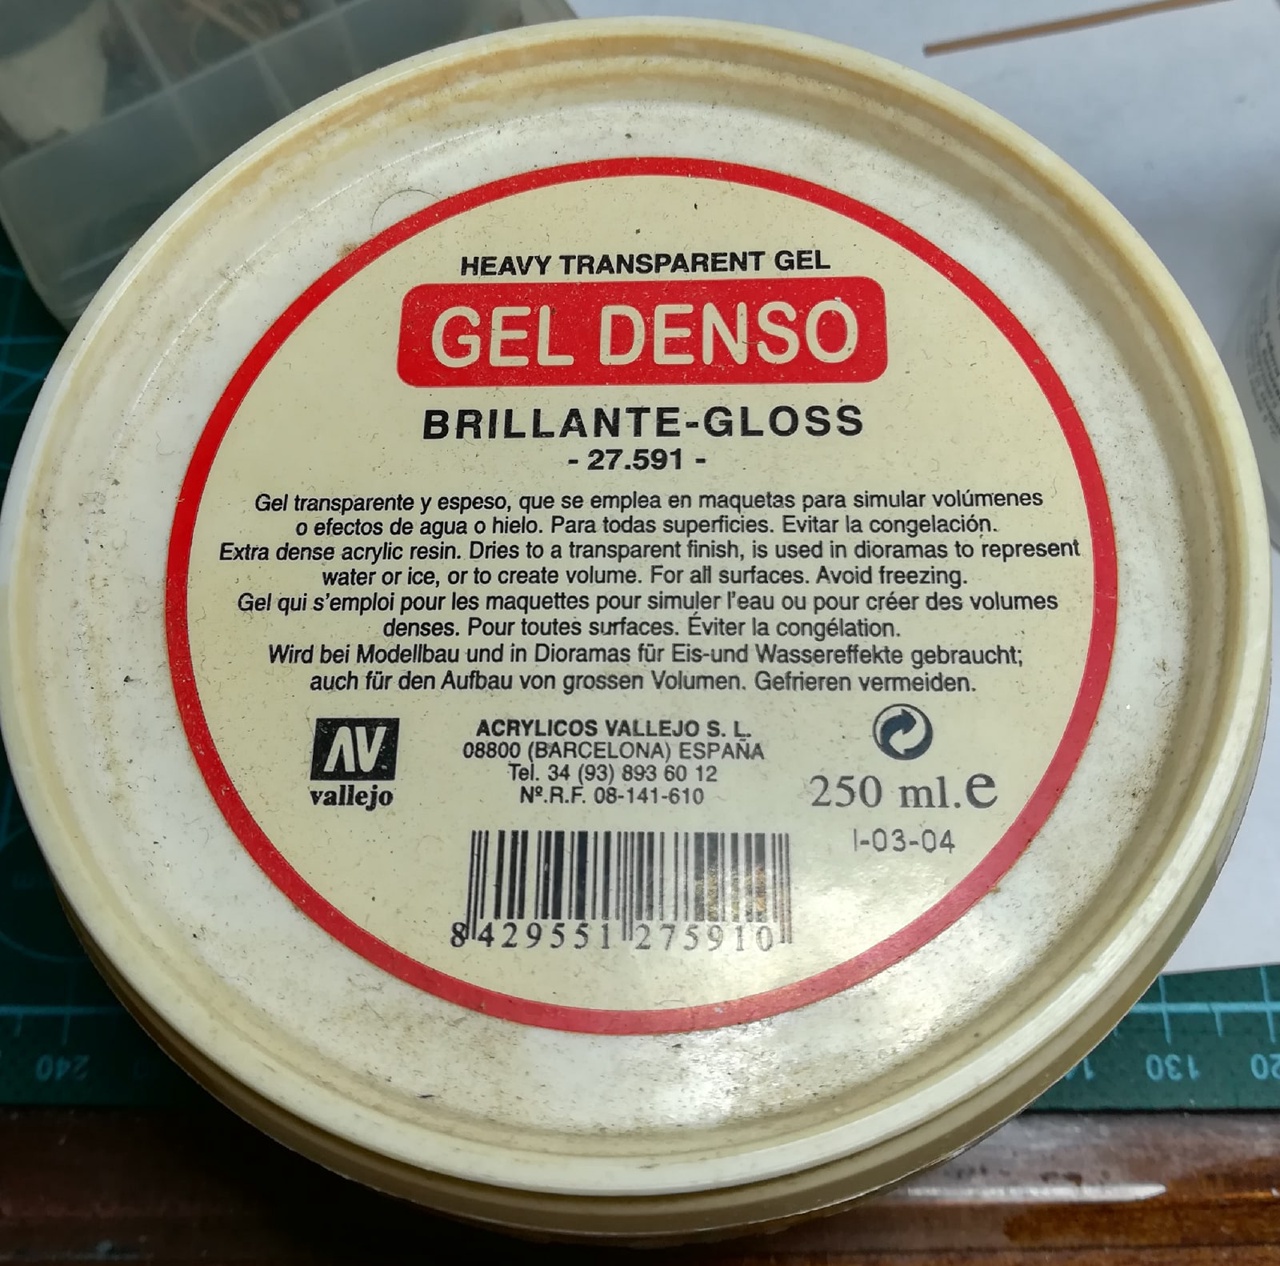 HEAVY TRANSPARENT GEL
GEL DENSO
BRILLANTE-GLOSS
- 27.591 -
Gel transparente y espeso, que se emplea en maquetas para simular volúmenes
o efectos de agua o hielo. Para todas superficies. Evitar la congelación.
Extra dense acrylic resin. Dries to a transparent finish, is used in dioramas to represent
water or ice, or to create volume. For all surfaces. Avoid freezing.
Gel qui s'emploi pour les maquettes pour simuler l'eau ou pour créer des volumes
denses. Pour toutes surfaces. Éviter la congélation.
Wird bei Modellbau und in Dioramas für Eis-und Wassereffekte gebraucht;
auch für den Aufbau von grossen Volumen. Gefrieren vermeiden.
AV
vallejo
ACRYLICOS VALLEJO S. L.
08800 (BARCELONA) ESPAÑA
Tel. 34 (93) 893 60 12
Nº.R.F. 08-141-610
250 ml.e
I-03-04
8 429551 275910
240
130